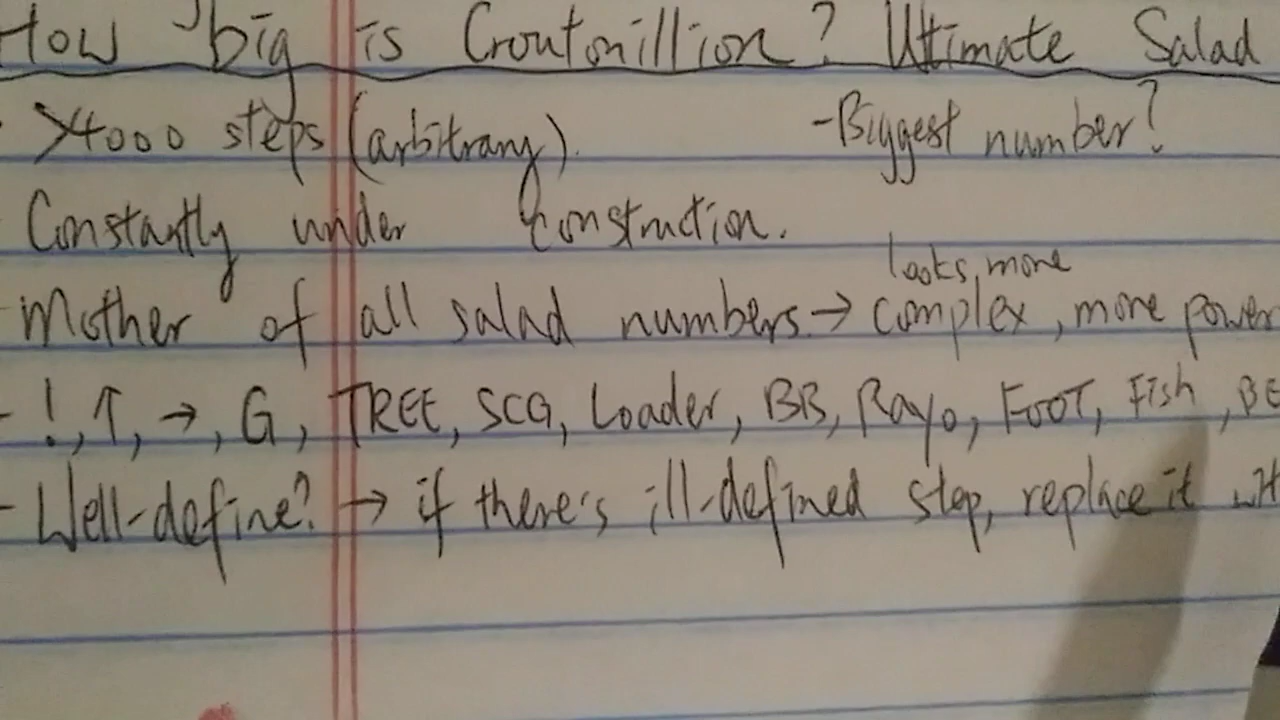 How big is Croutonillion? Ultimate Salad
>4000 steps (arbitrary). -Biggest number?
Constantly under construction.
looks more
-Mother of all salad numbers. → complex, more power
- !, ↑, →, G, TREE, SCG, Loader, BB, Rayo, FOOT, Fish, BE
-Well-define? → if there's ill-defined step, replace it